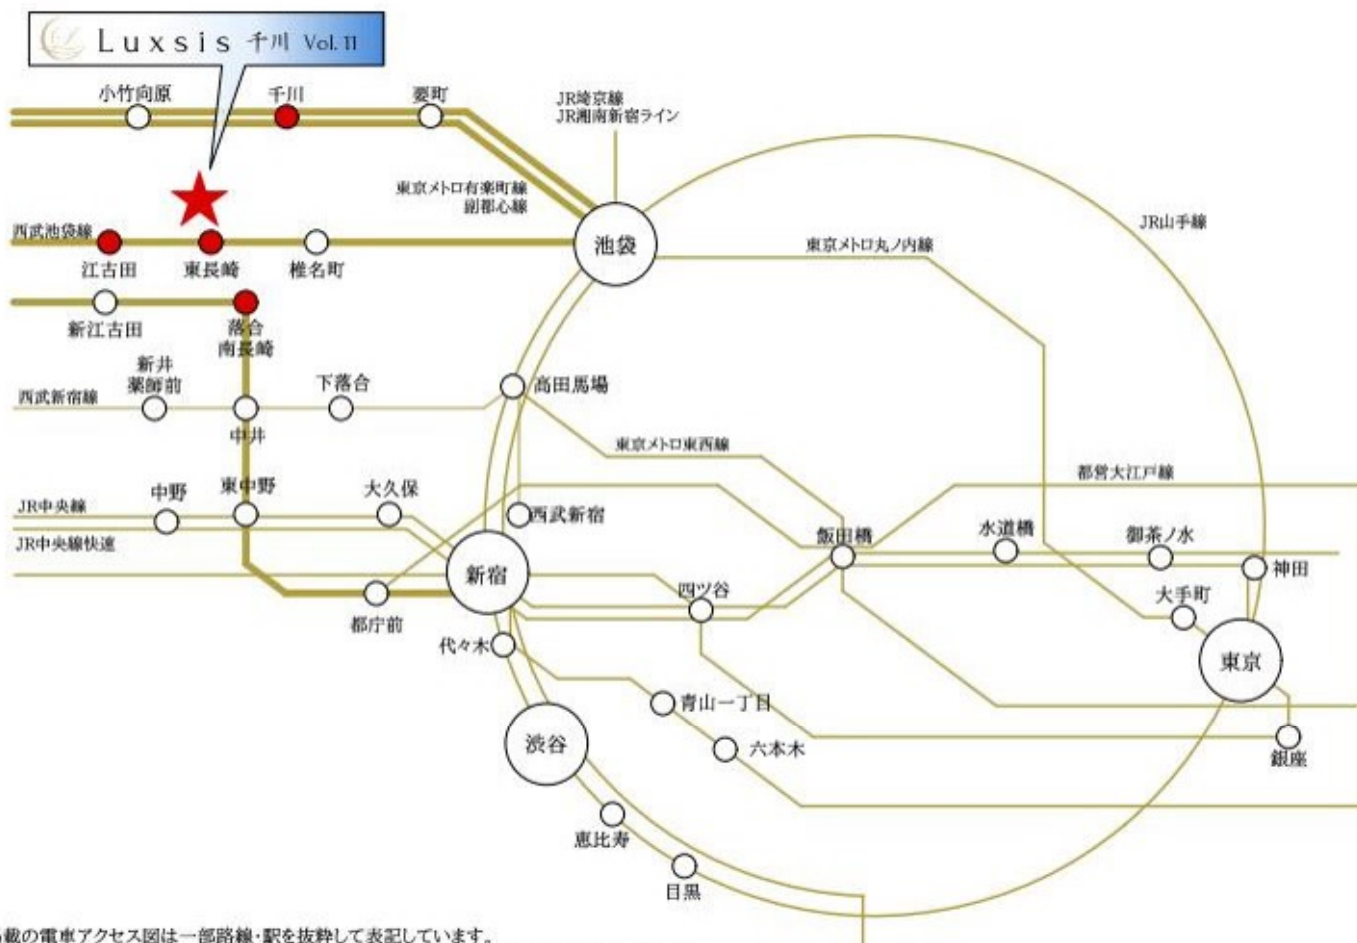 Luxsis 千川 Vol.11
小竹向原
千川
要町
JR埼京線
JR湘南新宿ライン
東京メトロ有楽町線
副都心線
JR山手線
西武池袋線
池袋
東京メトロ丸ノ内線
江古田
東長崎
椎名町
新江古田
落合
南長崎
新井
薬師前
下落合
高田馬場
西武新宿線
中井
東京メトロ東西線
都営大江戸線
中野
東中野
大久保
JR中央線
西武新宿
JR中央線快速
飯田橋
水道橋
御茶ノ水
新宿
神田
四ツ谷
大手町
都庁前
代々木
東京
青山一丁目
渋谷
六本木
銀座
恵比寿
目黒
載の電車アクセス図は一部路線・駅を抜粋して表記しています。